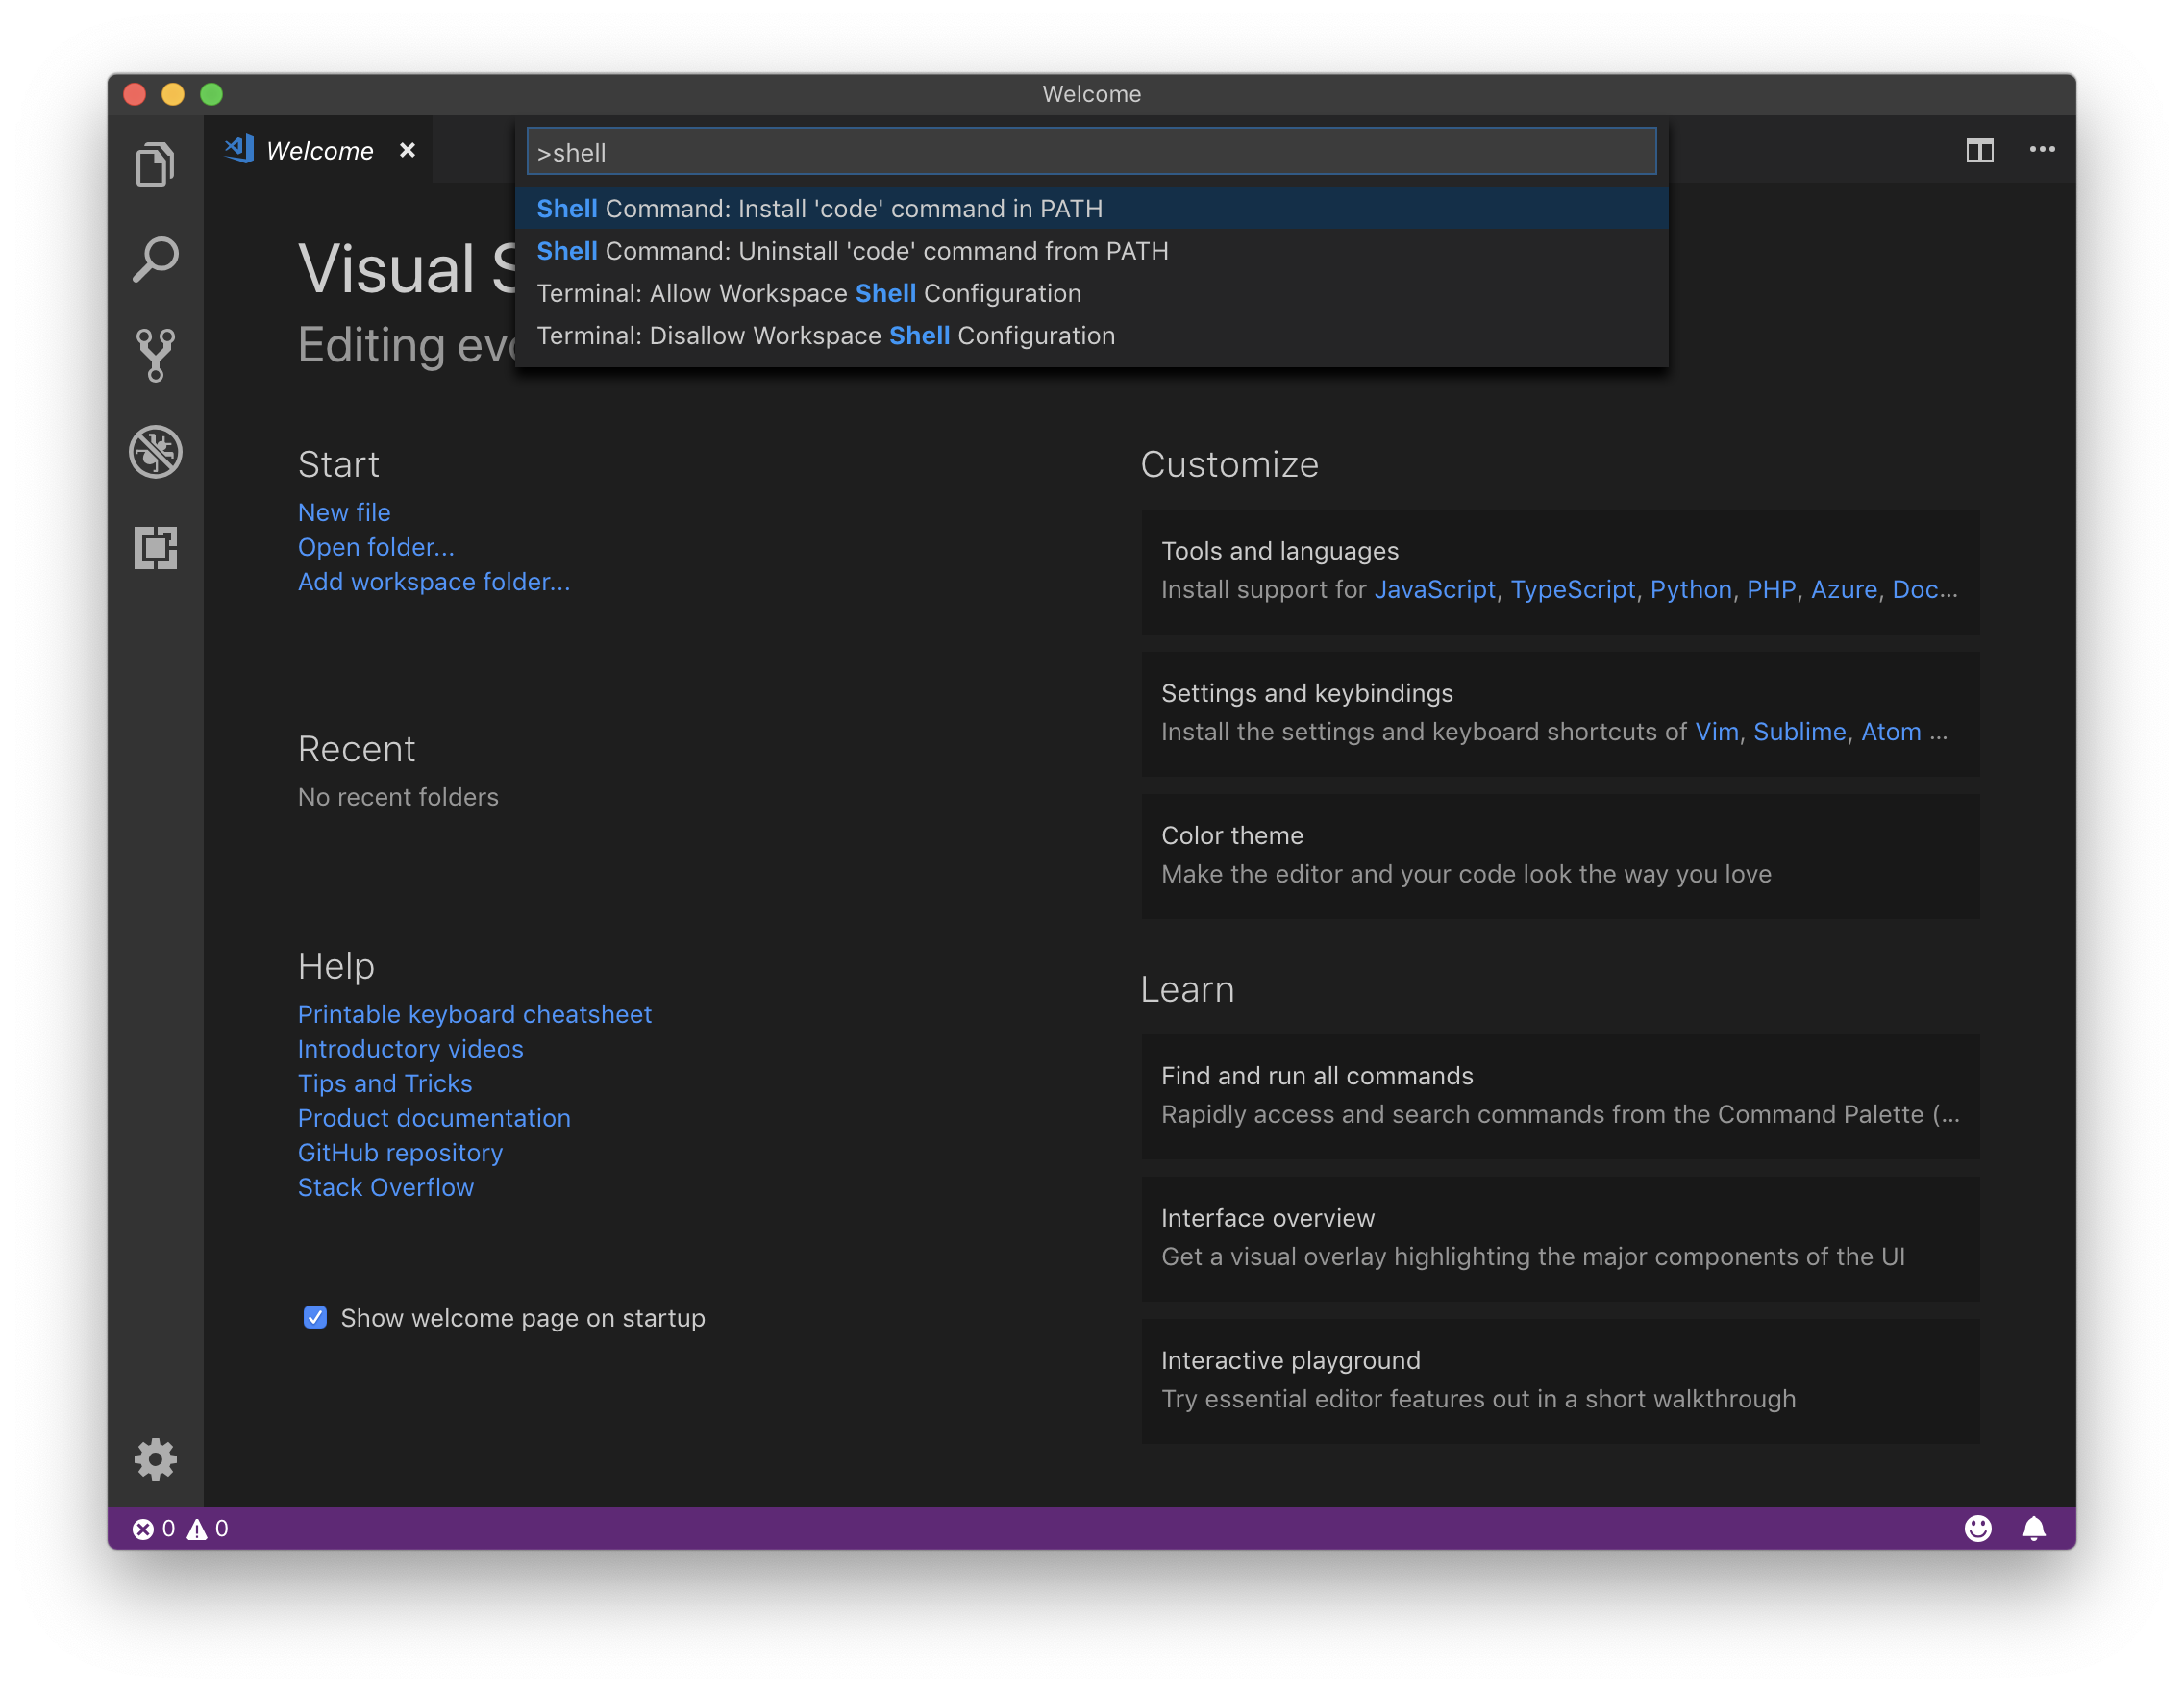 Welcome
Welcome
>shell
Shell Command: Install 'code' command in PATH
Shell Command: Uninstall 'code' command from PATH
Terminal: Allow Workspace Shell Configuration
Terminal: Disallow Workspace Shell Configuration
Visual S
Editing evo
Start
New file
Open folder...
Add workspace folder...
Recent
No recent folders
Help
Printable keyboard cheatsheet
Introductory videos
Tips and Tricks
Product documentation
GitHub repository
Stack Overflow
Show welcome page on startup
Customize
Tools and languages
Install support for JavaScript, TypeScript, Python, PHP, Azure, Doc...
Settings and keybindings
Install the settings and keyboard shortcuts of Vim, Sublime, Atom ...
Color theme
Make the editor and your code look the way you love
Learn
Find and run all commands
Rapidly access and search commands from the Command Palette (...
Interface overview
Get a visual overlay highlighting the major components of the UI
Interactive playground
Try essential editor features out in a short walkthrough
0 0